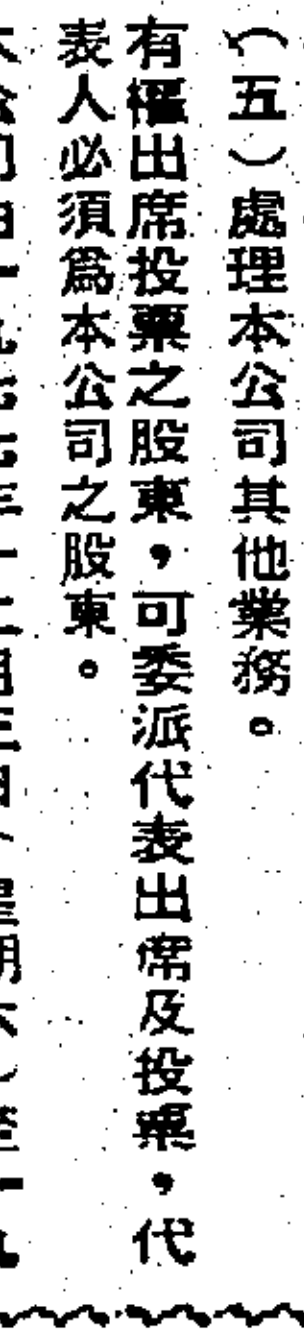 （五）處理本公司其他業務。
有權出席投票之股東，可委派代表出席及投票，代
表人必須爲本公司之股東。